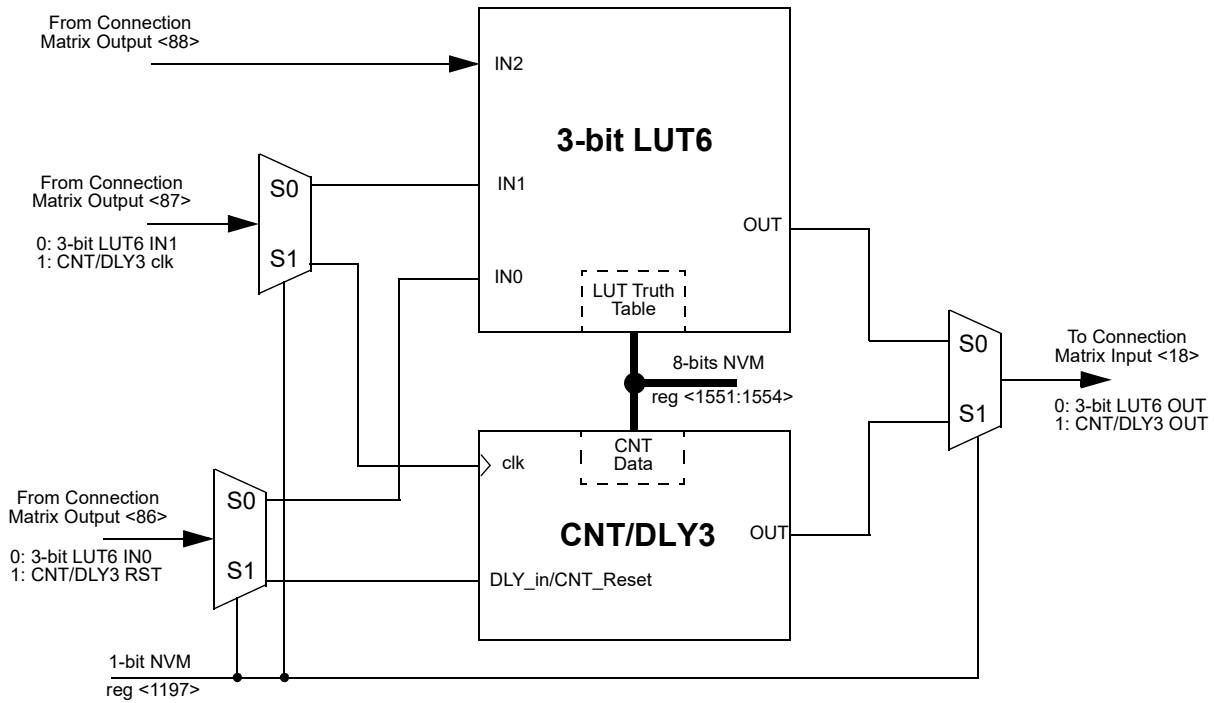 From Connection
Matrix Output <88>
IN2
3-bit LUT6
From Connection
Matrix Output <87>
0: 3-bit LUT6 IN1
1: CNT/DLY3 clk
S0
S1
IN1
IN0
OUT
LUT Truth
Table
8-bits NVM
reg <1551:1554>
S0
S1
To Connection
Matrix Input <18>
0: 3-bit LUT6 OUT
1: CNT/DLY3 OUT
CNT
Data
clk
CNT/DLY3
OUT
DLY_in/CNT_Reset
From Connection
Matrix Output <86>
0: 3-bit LUT6 IN0
1: CNT/DLY3 RST
S0
S1
1-bit NVM
reg <1197>